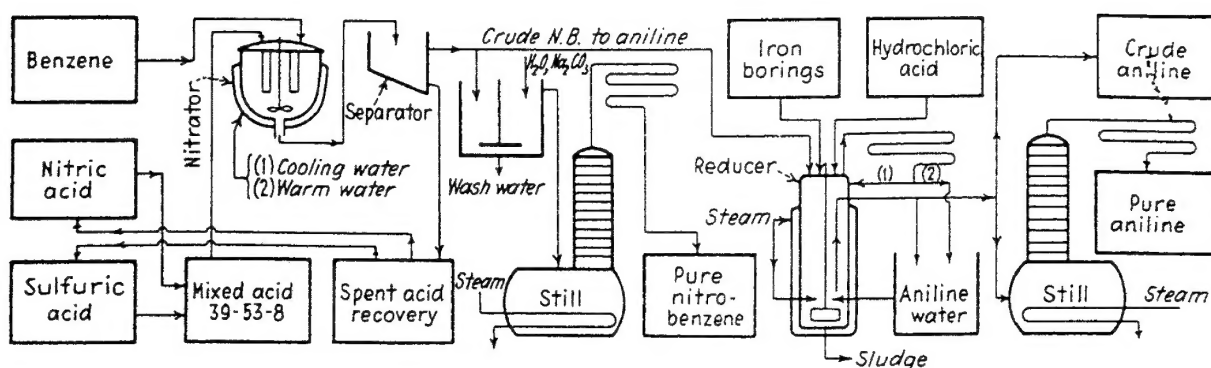 Benzene
Nitrator
(1) Cooling water
(2) Warm water
Separator
Crude N.B. to aniline
H₂O, Na₂CO₃
Wash water
Nitric
acid
Sulfuric
acid
Mixed acid
39-53-8
Spent acid
recovery
Steam
Still
Pure
nitro-
benzene
Iron
borings
Hydrochloric
acid
Reducer
(1)
(2)
Steam
Aniline
water
Sludge
Crude
aniline
Pure
aniline
Still
Steam